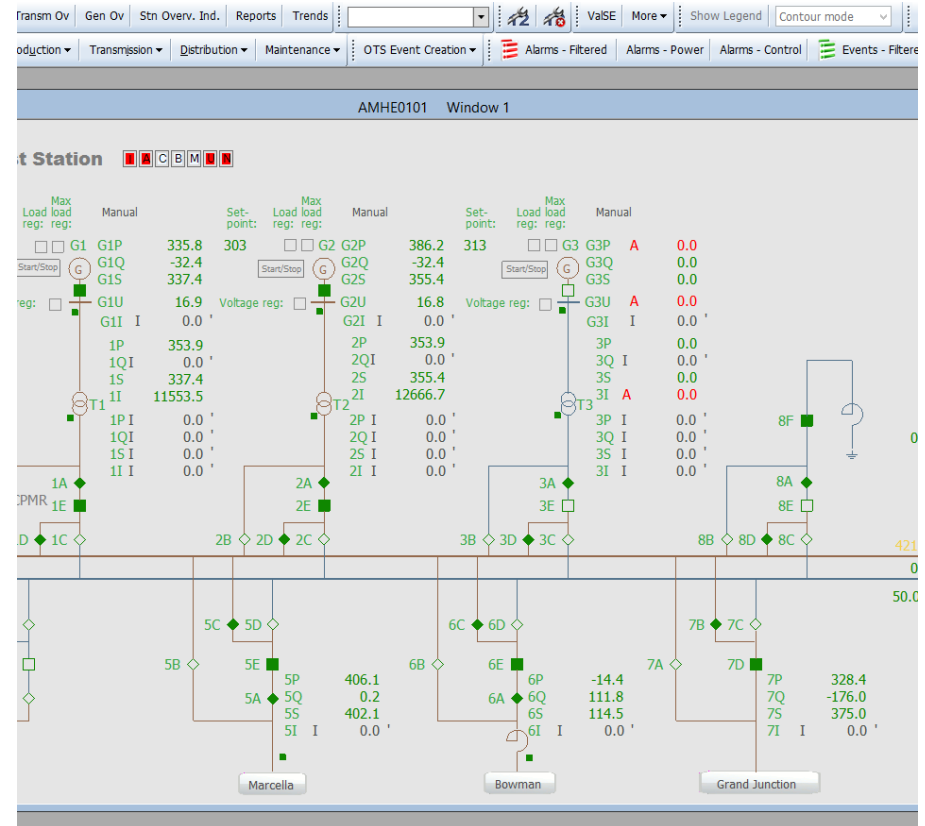 Transm Ov Gen Ov Stn Overv. Ind. Reports Trends ValSE More Show Legend Contour mode
Production Transmission Distribution Maintenance OTS Event Creation Alarms - Filtered Alarms - Power Alarms - Control Events - Filtere
AMHE0101 Window 1
t Station I A C B M U N
Max Max Max
Load load Manual Set- Load load Manual Set- Load load Manual
reg: reg: point: reg: reg: point: reg: reg:
G1 G1P 335.8 303 G2 G2P 386.2 313 G3 G3P A 0.0
Start/Stop G G1Q -32.4 Start/Stop G G2Q -32.4 Start/Stop G G3Q 0.0
G1S 337.4 G2S 355.4 G3S 0.0
reg: G1U 16.9 Voltage reg: G2U 16.8 Voltage reg: G3U A 0.0
G1I I 0.0 ' G2I I 0.0 ' G3I I 0.0 '
1P 353.9 2P 353.9 3P 0.0
1Q I 0.0 ' 2Q I 0.0 ' 3Q I 0.0 '
1S 337.4 2S 355.4 3S 0.0
1I 11553.5 2I 12666.7 3I A 0.0
T1 T2 T3
1P I 0.0 ' 2P I 0.0 ' 3P I 0.0 ' 8F
1Q I 0.0 ' 2Q I 0.0 ' 3Q I 0.0 ' 0
1S I 0.0 ' 2S I 0.0 ' 3S I 0.0 '
1I I 0.0 ' 2I I 0.0 ' 3I I 0.0 '
1A 2A 3A 8A
CPMR 1E 2E 3E 8E
1D 1C 2B 2D 2C 3B 3D 3C 8B 8D 8C
421
0
50.0
5C 5D 6C 6D 7B 7C
5B 5E 6B 6E 7A 7D
5P 406.1 6P -14.4 7P 328.4
5A 5Q 0.2 6A 6Q 111.8 7Q -176.0
5S 402.1 6S 114.5 7S 375.0
5I I 0.0 ' 6I I 0.0 ' 7I I 0.0 '
Marcella Bowman Grand Junction